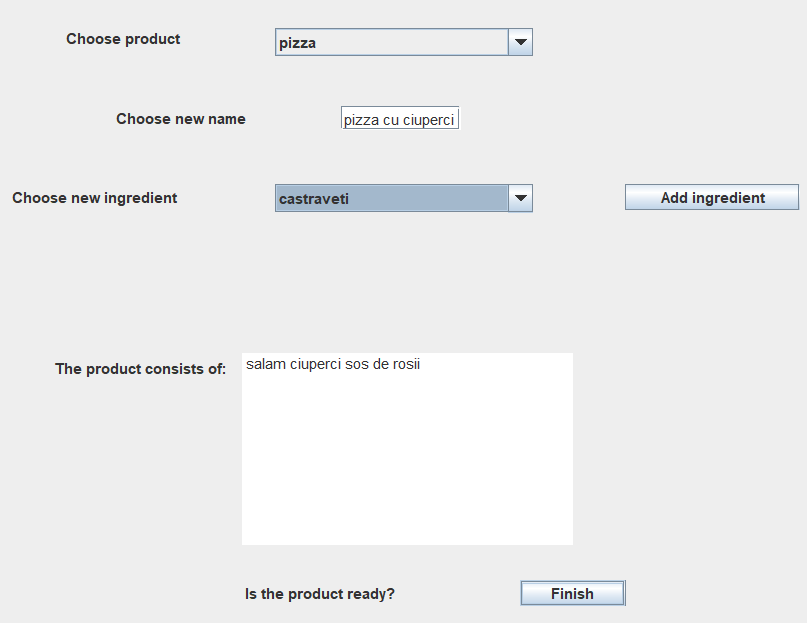 Choose product
pizza
Choose new name
pizza cu ciuperci
Choose new ingredient
castraveti
Add ingredient
The product consists of:
salam ciuperci sos de rosii
Is the product ready?
Finish